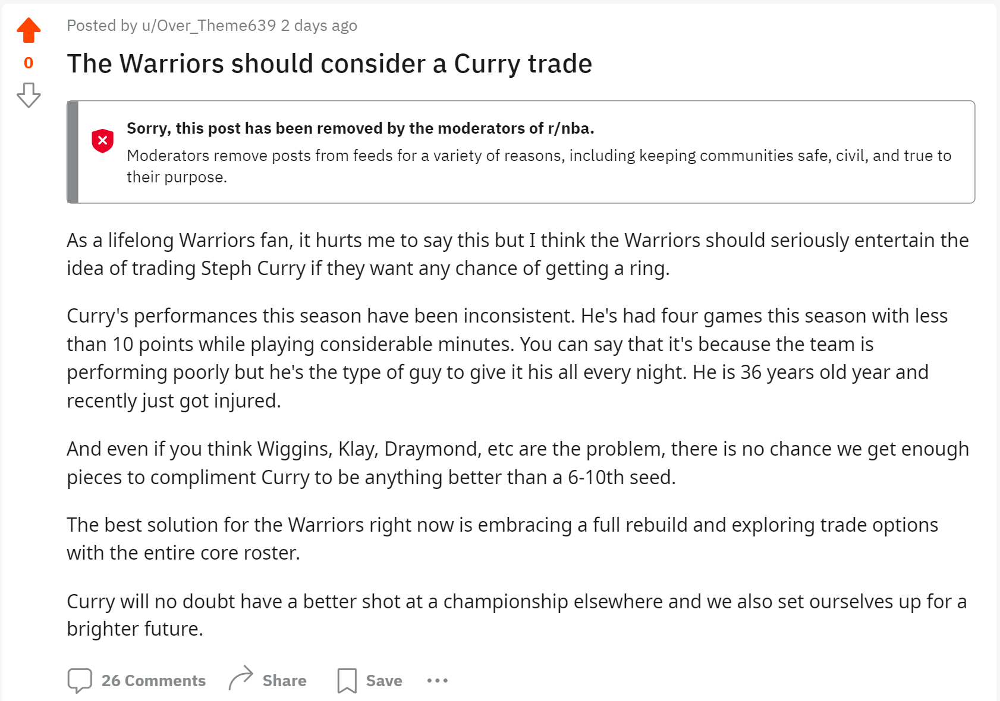 Posted by u/Over_Theme639 2 days ago
0
The Warriors should consider a Curry trade
Sorry, this post has been removed by the moderators of r/nba.
Moderators remove posts from feeds for a variety of reasons, including keeping communities safe, civil, and true to
their purpose.
As a lifelong Warriors fan, it hurts me to say this but I think the Warriors should seriously entertain the
idea of trading Steph Curry if they want any chance of getting a ring.
Curry's performances this season have been inconsistent. He's had four games this season with less
than 10 points while playing considerable minutes. You can say that it's because the team is
performing poorly but he's the type of guy to give it his all every night. He is 36 years old year and
recently just got injured.
And even if you think Wiggins, Klay, Draymond, etc are the problem, there is no chance we get enough
pieces to compliment Curry to be anything better than a 6-10th seed.
The best solution for the Warriors right now is embracing a full rebuild and exploring trade options
with the entire core roster.
Curry will no doubt have a better shot at a championship elsewhere and we also set ourselves up for a
brighter future.
26 Comments Share Save